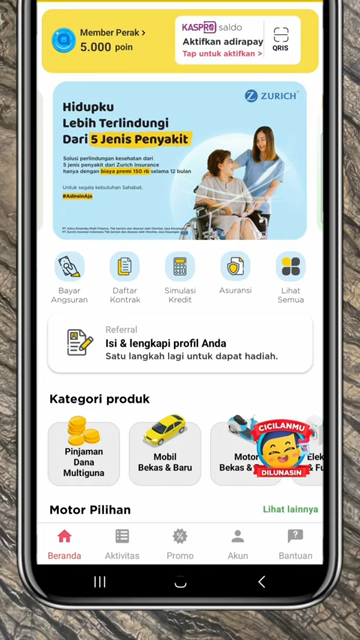 Member Perak >
5.000 poin
KASPRO saldo
Aktifkan adirapay
Tap untuk aktifkan >
QRIS
ZURICH
Hidupku
Lebih Terlindungi
Dari 5 Jenis Penyakit
Solusi perlindungan kesehatan dari
5 jenis penyakit dari Zurich Insurance
hanya dengan biaya premi 150 rb selama 12 bulan
Untuk segala kebutuhan Sahabat,
#AdirainAja
Bayar
Angsuran
Daftar
Kontrak
Simulasi
Kredit
Asuransi
Lihat
Semua
Referral
Isi & lengkapi profil Anda
Satu langkah lagi untuk dapat hadiah.
Kategori produk
Pinjaman
Dana
Multiguna
Mobil
Bekas & Baru
Motor
Bekas &
Elek
& Fu
CICILANMU
DILUNASIN
Motor Pilihan
Lihat lainnya
Beranda
Aktivitas
Promo
Akun
Bantuan